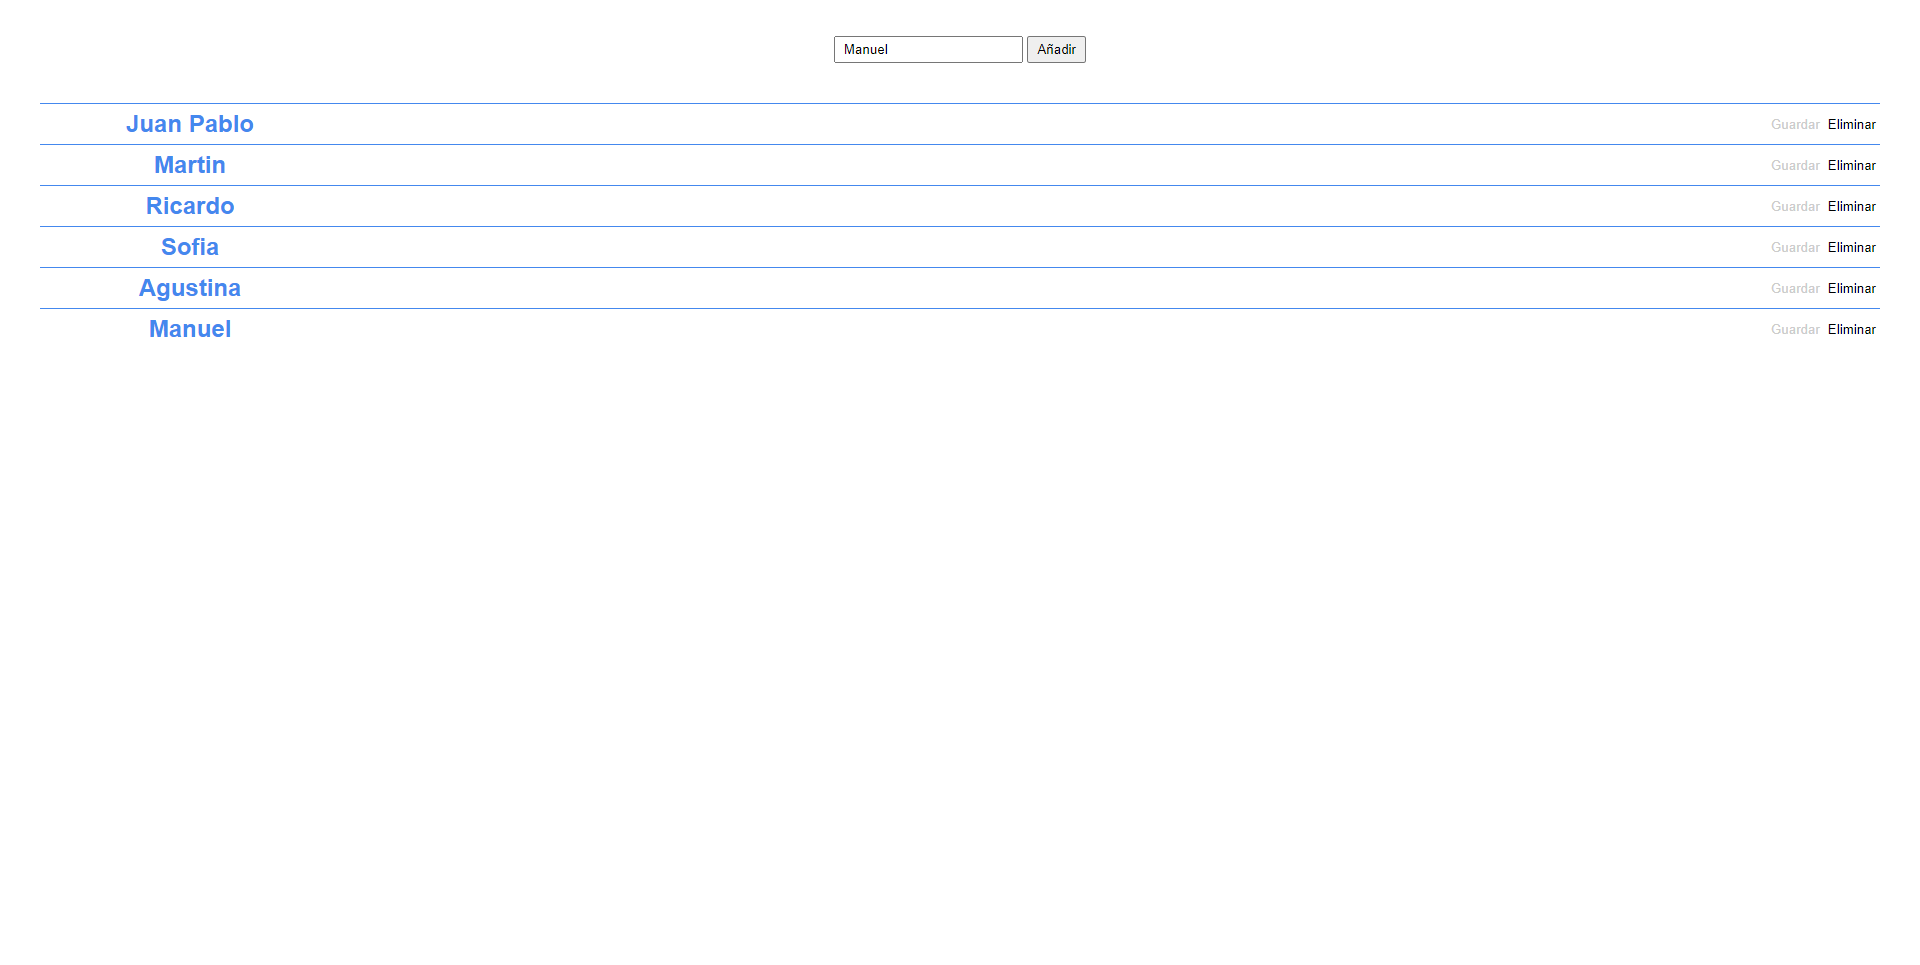 Manuel Añadir
Juan Pablo Guardar Eliminar
Martin Guardar Eliminar
Ricardo Guardar Eliminar
Sofia Guardar Eliminar
Agustina Guardar Eliminar
Manuel Guardar Eliminar